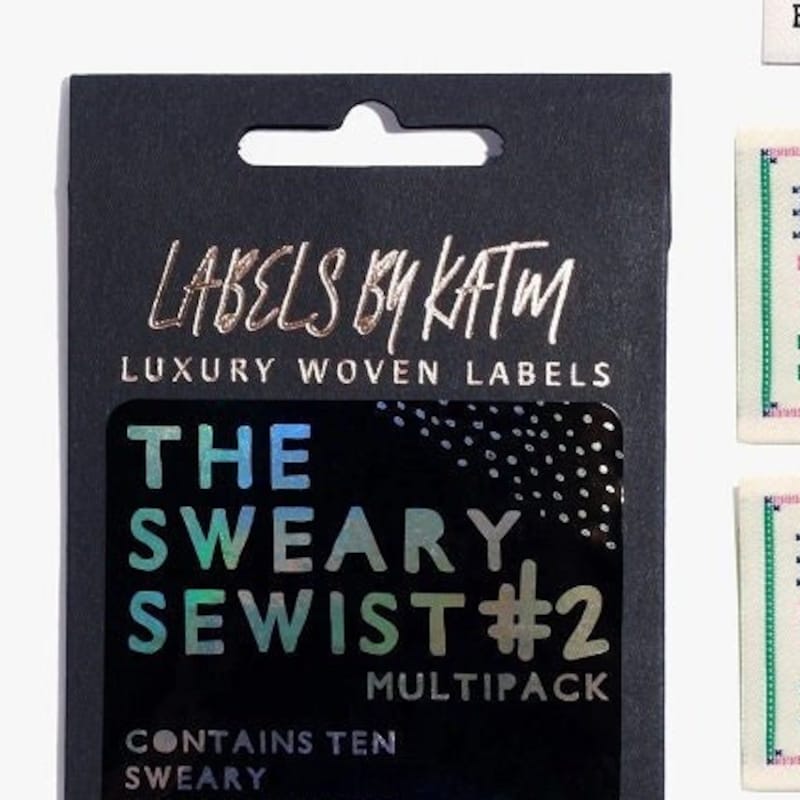 LABELS BY KATM
LUXURY WOVEN LABELS
THE
SWEARY
SEWIST #2
MULTIPACK
CONTAINS TEN
SWEARY